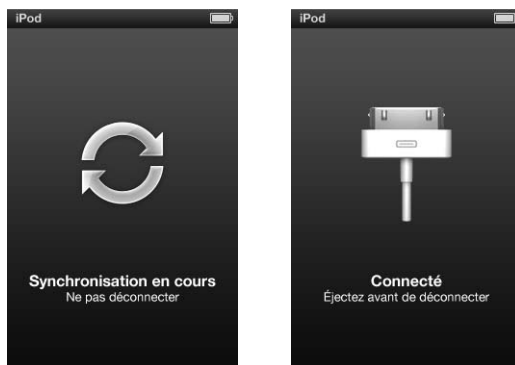 iPod
Synchronisation en cours
Ne pas déconnecter
iPod
Connecté
Éjectez avant de déconnecter